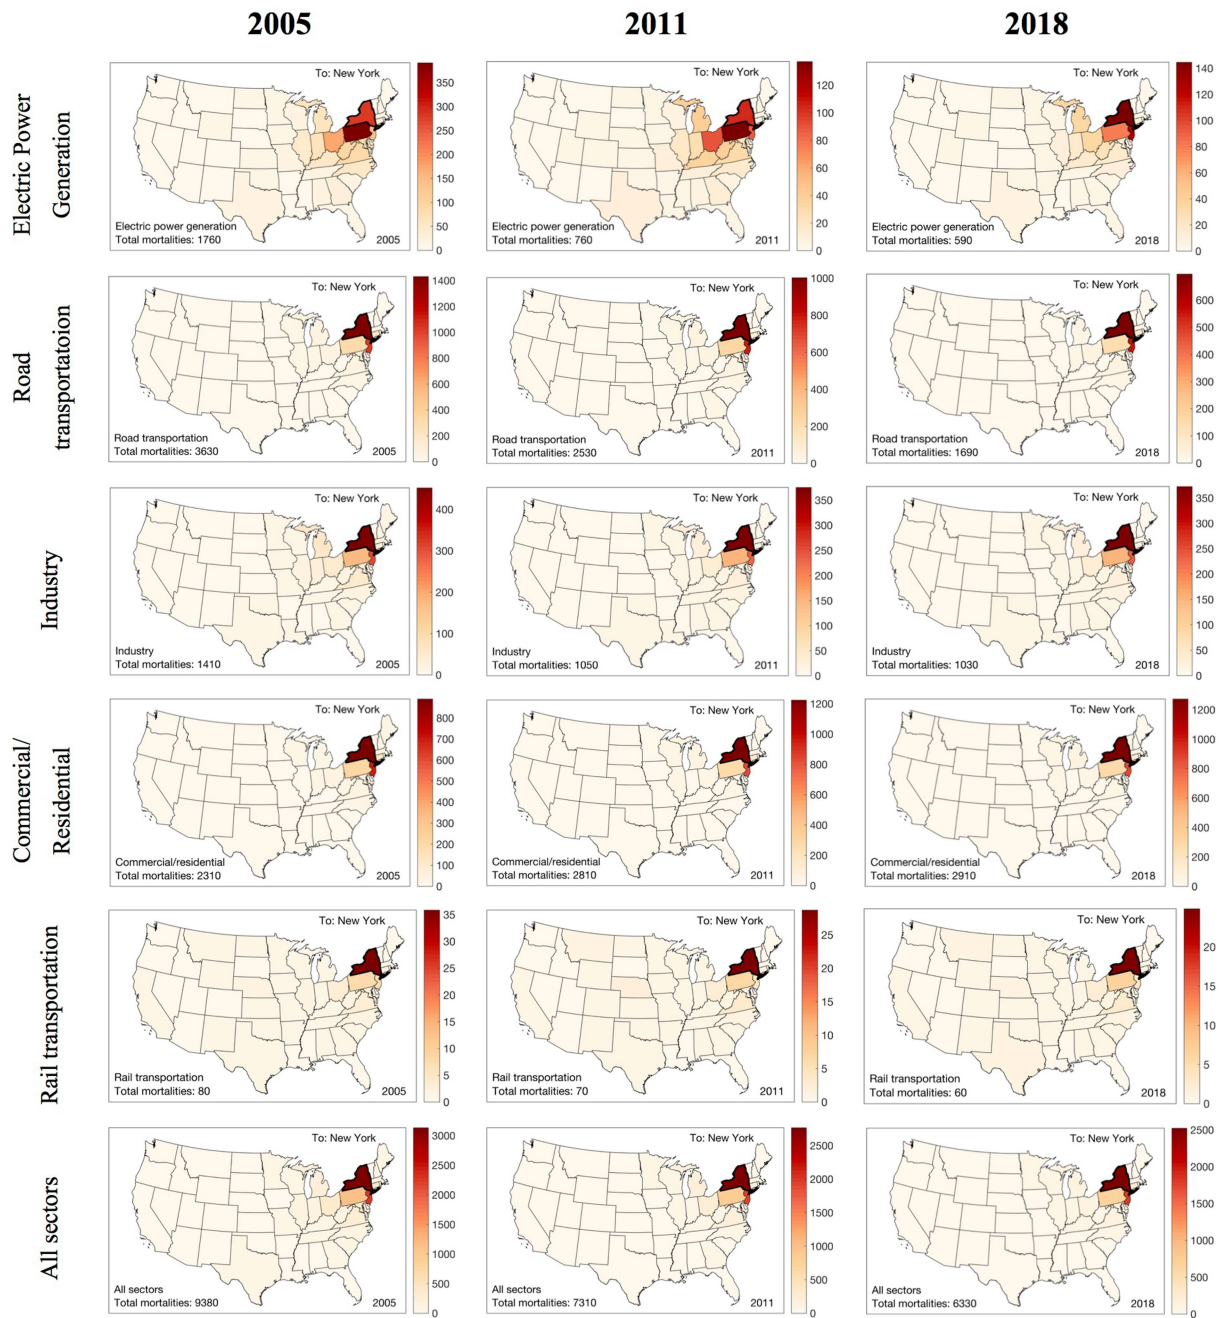 2005 2011 2018
Electric Power
Generation
To: New York
Electric power generation
Total mortalities: 1760
2005
350
300
250
200
150
100
50
0
To: New York
Electric power generation
Total mortalities: 760
2011
120
100
80
60
40
20
0
To: New York
Electric power generation
Total mortalities: 590
2018
140
120
100
80
60
40
20
0
Road
transportaton
To: New York
Road transportation
Total mortalities: 3630
2005
1400
1200
1000
800
600
400
200
0
To: New York
Road transportation
Total mortalities: 2530
2011
1000
800
600
400
200
0
To: New York
Road transportation
Total mortalities: 1690
2018
600
500
400
300
200
100
0
Industry
To: New York
Industry
Total mortalities: 1410
2005
400
300
200
100
0
To: New York
Industry
Total mortalities: 1050
2011
350
300
250
200
150
100
50
0
To: New York
Industry
Total mortalities: 1030
2018
350
300
250
200
150
100
50
0
Commercial/
Residential
To: New York
Commercial/residential
Total mortalities: 2310
2005
800
700
600
500
400
300
200
100
0
To: New York
Commercial/residential
Total mortalities: 2810
2011
1200
1000
800
600
400
200
0
To: New York
Commercial/residential
Total mortalities: 2910
2018
1200
1000
800
600
400
200
0
Rail transportation
To: New York
Rail transportation
Total mortalities: 80
2005
35
30
25
20
15
10
5
0
To: New York
Rail transportation
Total mortalities: 70
2011
25
20
15
10
5
0
To: New York
Rail transportation
Total mortalities: 60
2018
20
15
10
5
0
All sectors
To: New York
All sectors
Total mortalities: 9380
2005
3000
2500
2000
1500
1000
500
0
To: New York
All sectors
Total mortalities: 7310
2011
2500
2000
1500
1000
500
0
To: New York
All sectors
Total mortalities: 6330
2018
2500
2000
1500
1000
500
0